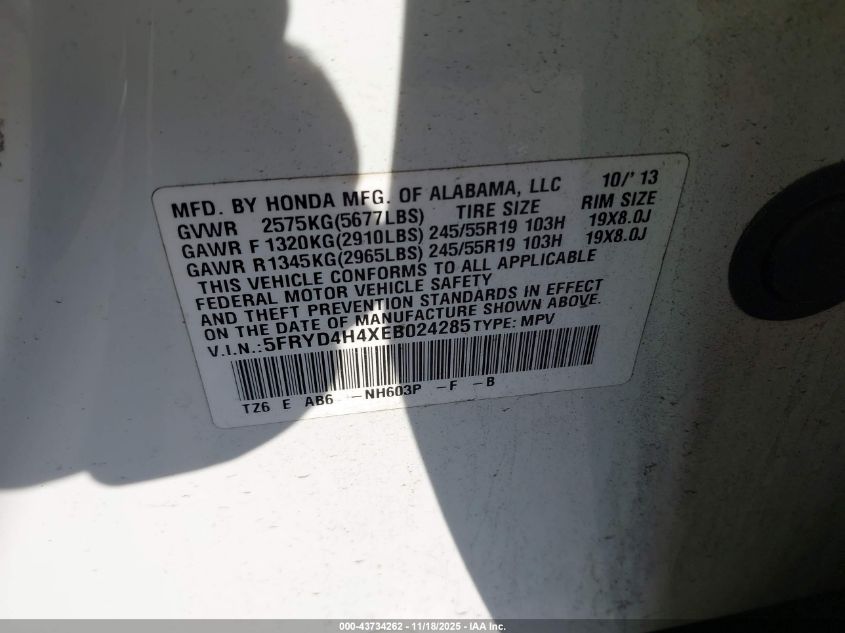 MFD. BY HONDA MFG. OF ALABAMA, LLC 10/'13
GVWR 2575KG(5677LBS) TIRE SIZE RIM SIZE
GAWR F 1320KG(2910LBS) 245/55R19 103H 19X8.0J
GAWR R 1345KG(2965LBS) 245/55R19 103H 19X8.0J
THIS VEHICLE CONFORMS TO ALL APPLICABLE
FEDERAL MOTOR VEHICLE SAFETY
AND THEFT PREVENTION STANDARDS IN EFFECT
ON THE DATE OF MANUFACTURE SHOWN ABOVE.
V.I.N.: 5FRYD4H4XEB024285 TYPE: MPV
TZ6 E AB6 -NH603P -F -B
000-43734262 - 11/18/2025 - IAA Inc.